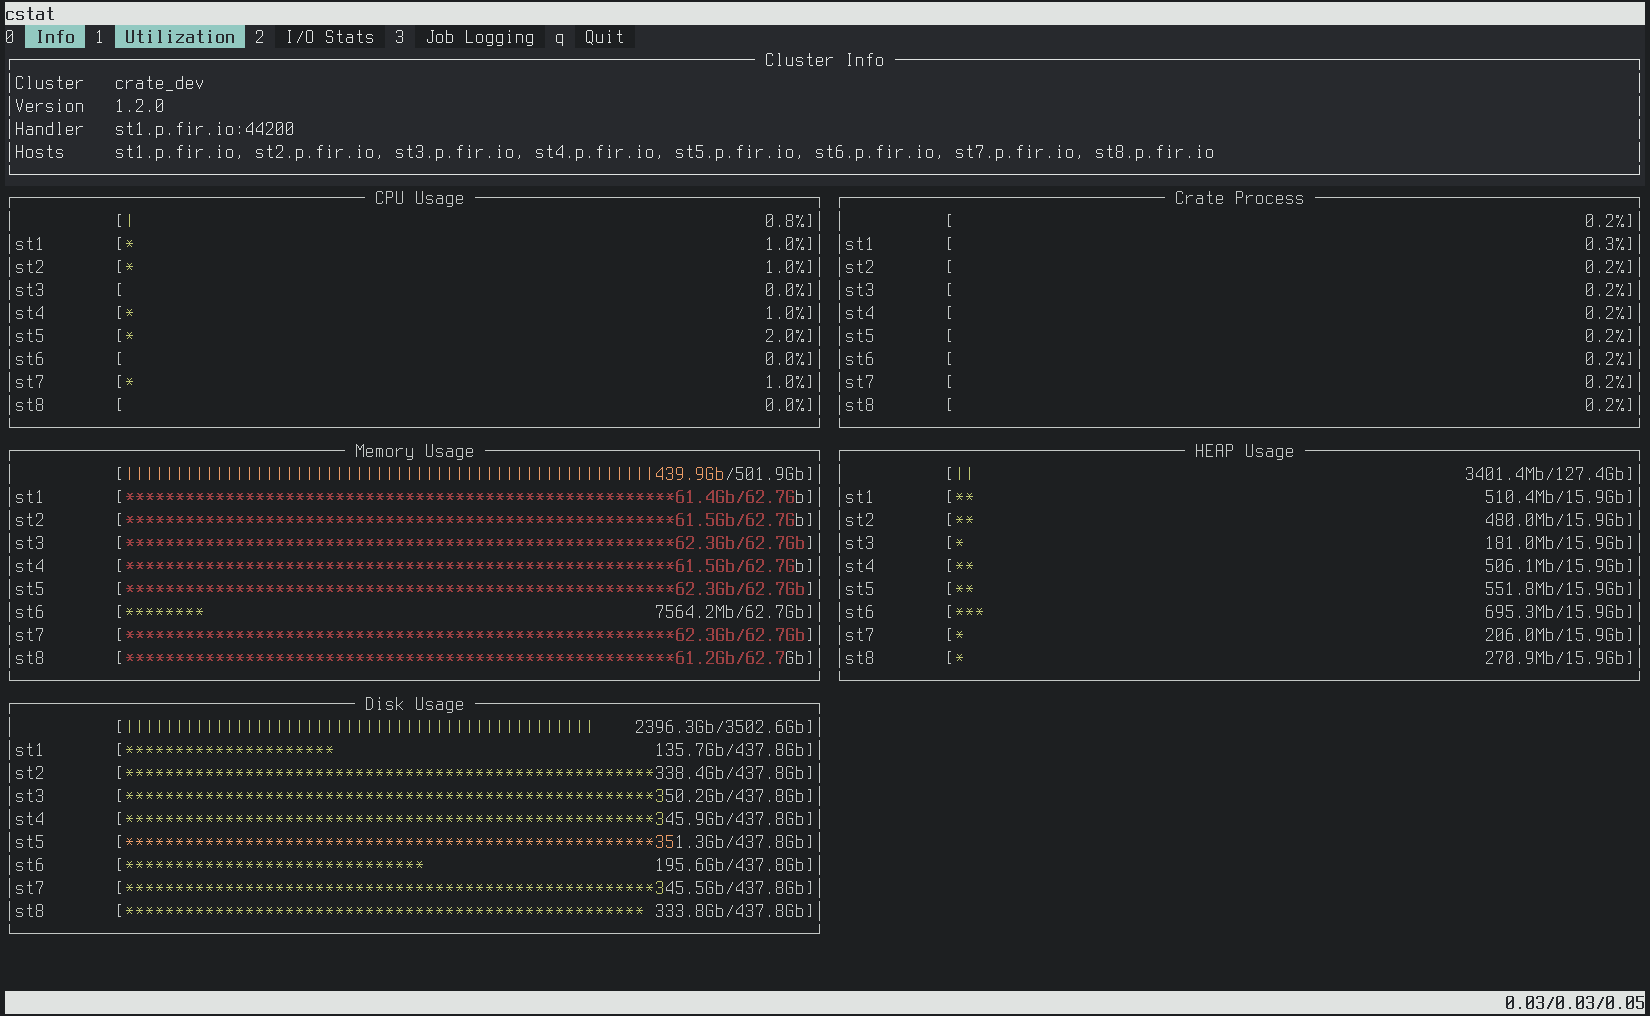 cstat
0 Info 1 Utilization 2 I/O Stats 3 Job Logging q Quit
Cluster Info
Cluster crate_dev
Version 1.2.0
Handler st1.p.fir.io:44200
Hosts st1.p.fir.io, st2.p.fir.io, st3.p.fir.io, st4.p.fir.io, st5.p.fir.io, st6.p.fir.io, st7.p.fir.io, st8.p.fir.io
CPU Usage
[| 0.8%]
st1 [* 1.0%]
st2 [* 1.0%]
st3 [ 0.0%]
st4 [* 1.0%]
st5 [* 2.0%]
st6 [ 0.0%]
st7 [* 1.0%]
st8 [ 0.0%]
Crate Process
[ 0.2%]
st1 [ 0.3%]
st2 [ 0.2%]
st3 [ 0.2%]
st4 [ 0.2%]
st5 [ 0.2%]
st6 [ 0.2%]
st7 [ 0.2%]
st8 [ 0.2%]
Memory Usage
[|||||||||||||||||||||||||||||||||||||||||||||||||||||439.9Gb/501.9Gb]
st1 [*******************************************************61.4Gb/62.7Gb]
st2 [*******************************************************61.5Gb/62.7Gb]
st3 [*******************************************************62.3Gb/62.7Gb]
st4 [*******************************************************61.5Gb/62.7Gb]
st5 [*******************************************************62.3Gb/62.7Gb]
st6 [******** 7564.2Mb/62.7Gb]
st7 [*******************************************************62.3Gb/62.7Gb]
st8 [*******************************************************61.2Gb/62.7Gb]
HEAP Usage
[|| 3401.4Mb/127.4Gb]
st1 [** 510.4Mb/15.9Gb]
st2 [** 480.0Mb/15.9Gb]
st3 [* 181.0Mb/15.9Gb]
st4 [** 506.1Mb/15.9Gb]
st5 [** 551.8Mb/15.9Gb]
st6 [*** 695.3Mb/15.9Gb]
st7 [* 206.0Mb/15.9Gb]
st8 [* 270.9Mb/15.9Gb]
Disk Usage
[||||||||||||||||||||||||||||||||||||||||||||||| 2396.3Gb/3502.6Gb]
st1 [********************* 135.7Gb/437.8Gb]
st2 [*****************************************************338.4Gb/437.8Gb]
st3 [*****************************************************350.2Gb/437.8Gb]
st4 [*****************************************************345.9Gb/437.8Gb]
st5 [*****************************************************351.3Gb/437.8Gb]
st6 [****************************** 195.6Gb/437.8Gb]
st7 [*****************************************************345.5Gb/437.8Gb]
st8 [**************************************************** 333.8Gb/437.8Gb]
0.03/0.03/0.05